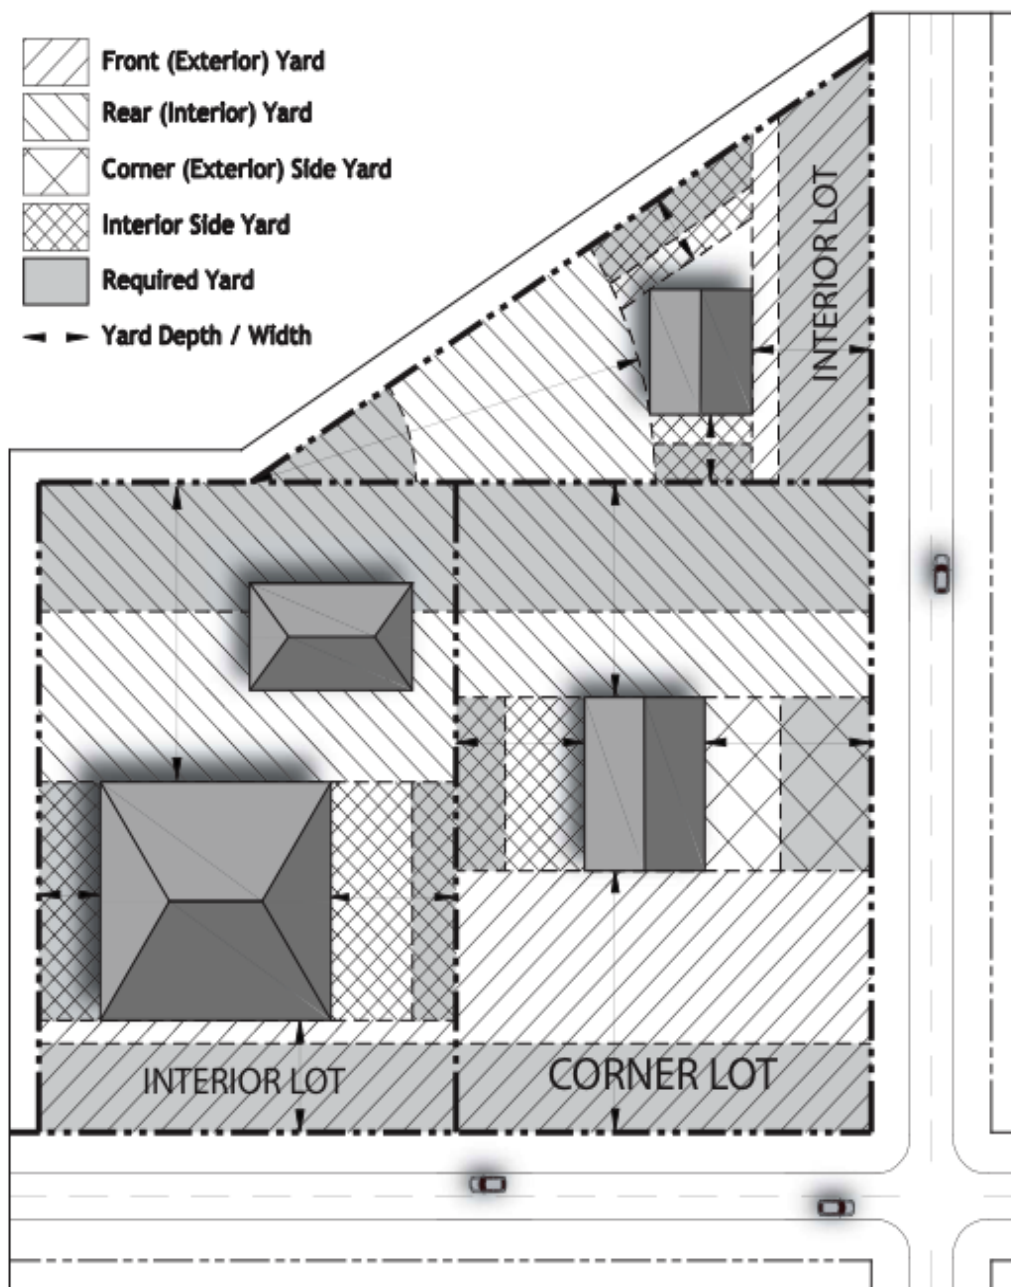 Front (Exterior) Yard
Rear (Interior) Yard
Corner (Exterior) Side Yard
Interior Side Yard
Required Yard
Yard Depth / Width
INTERIOR LOT
INTERIOR LOT
CORNER LOT